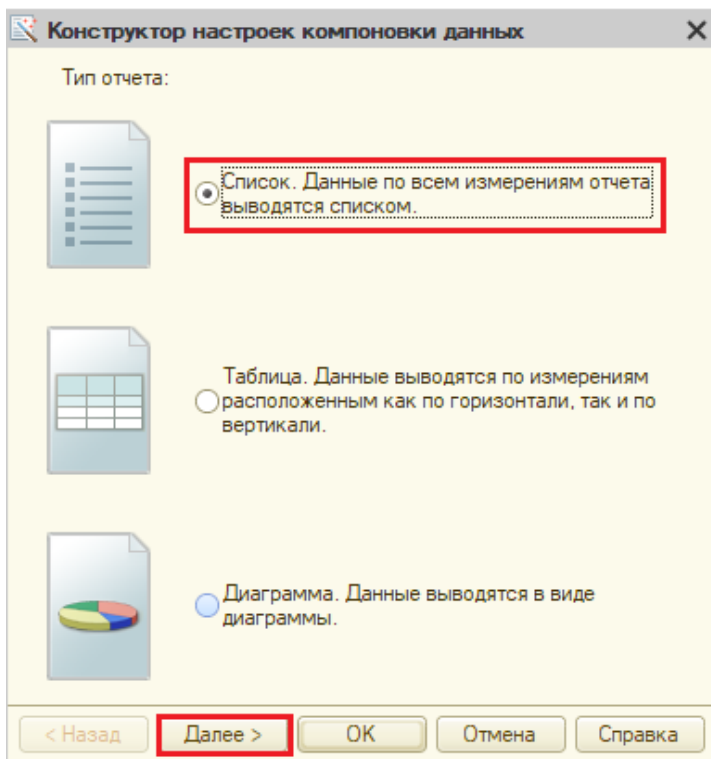 Конструктор настроек компоновки данных
Тип отчета:
Список. Данные по всем измерениям отчета
выводятся списком.
Таблица. Данные выводятся по измерениям
расположенным как по горизонтали, так и по
вертикали.
Диаграмма. Данные выводятся в виде
диаграммы.
< Назад Далее > ОК Отмена Справка